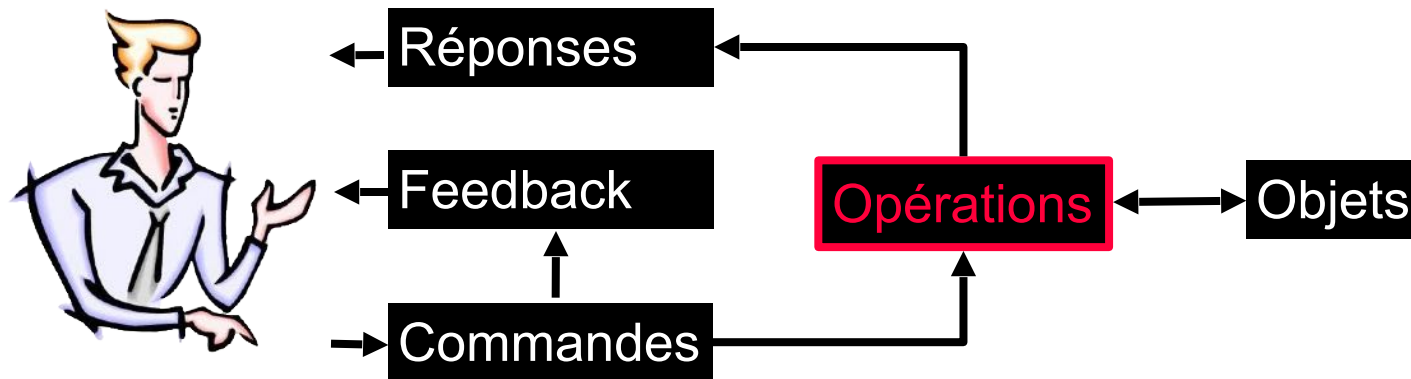 Réponses
Feedback
Opérations
Objets
Commandes